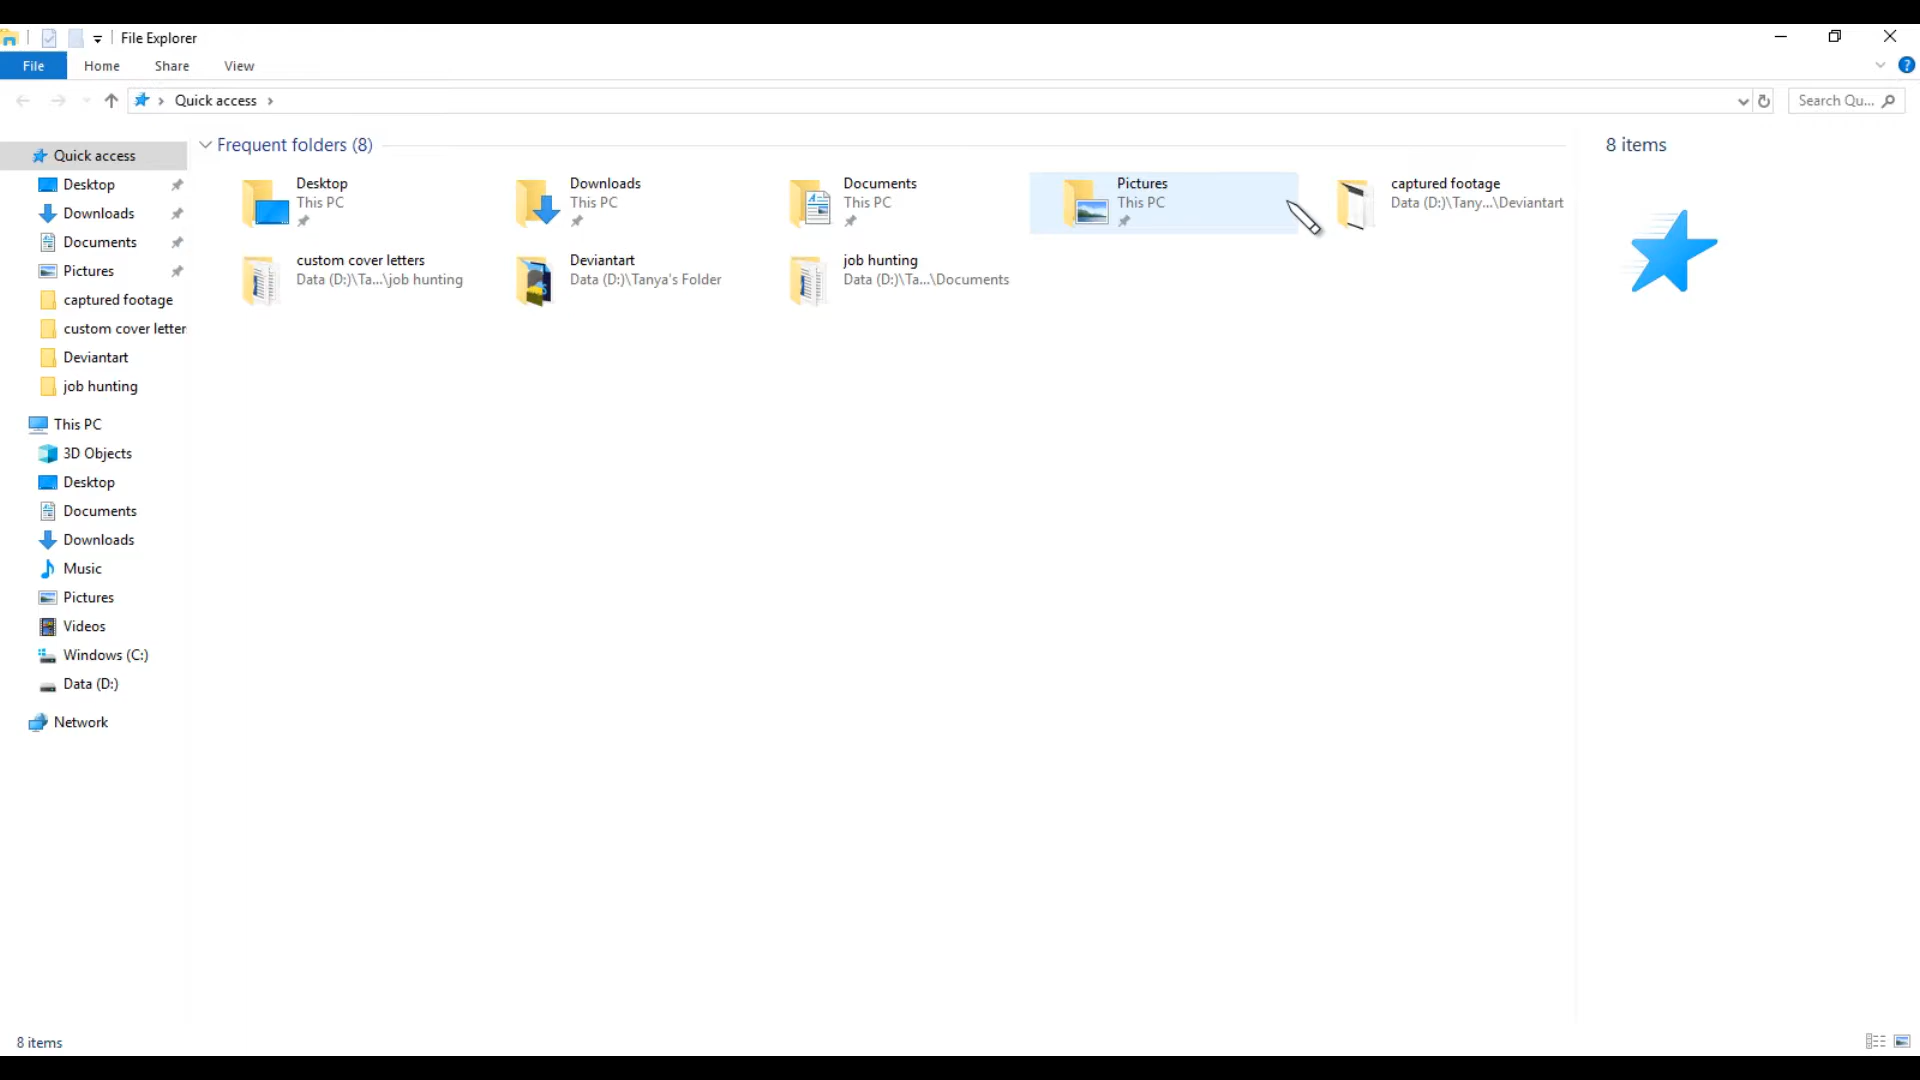 File Explorer
File Home Share View
Quick access
Search Qu...
Quick access
Desktop
Downloads
Documents
Pictures
captured footage
custom cover letter
Deviantart
job hunting
This PC
3D Objects
Desktop
Documents
Downloads
Music
Pictures
Videos
Windows (C:)
Data (D:)
Network
Frequent folders (8)
Desktop
This PC
Downloads
This PC
Documents
This PC
Pictures
This PC
captured footage
Data (D:)\Tany...\Deviantart
custom cover letters
Data (D:)\Ta...\job hunting
Deviantart
Data (D:)\Tanya's Folder
job hunting
Data (D:)\Ta...\Documents
8 items
8 items